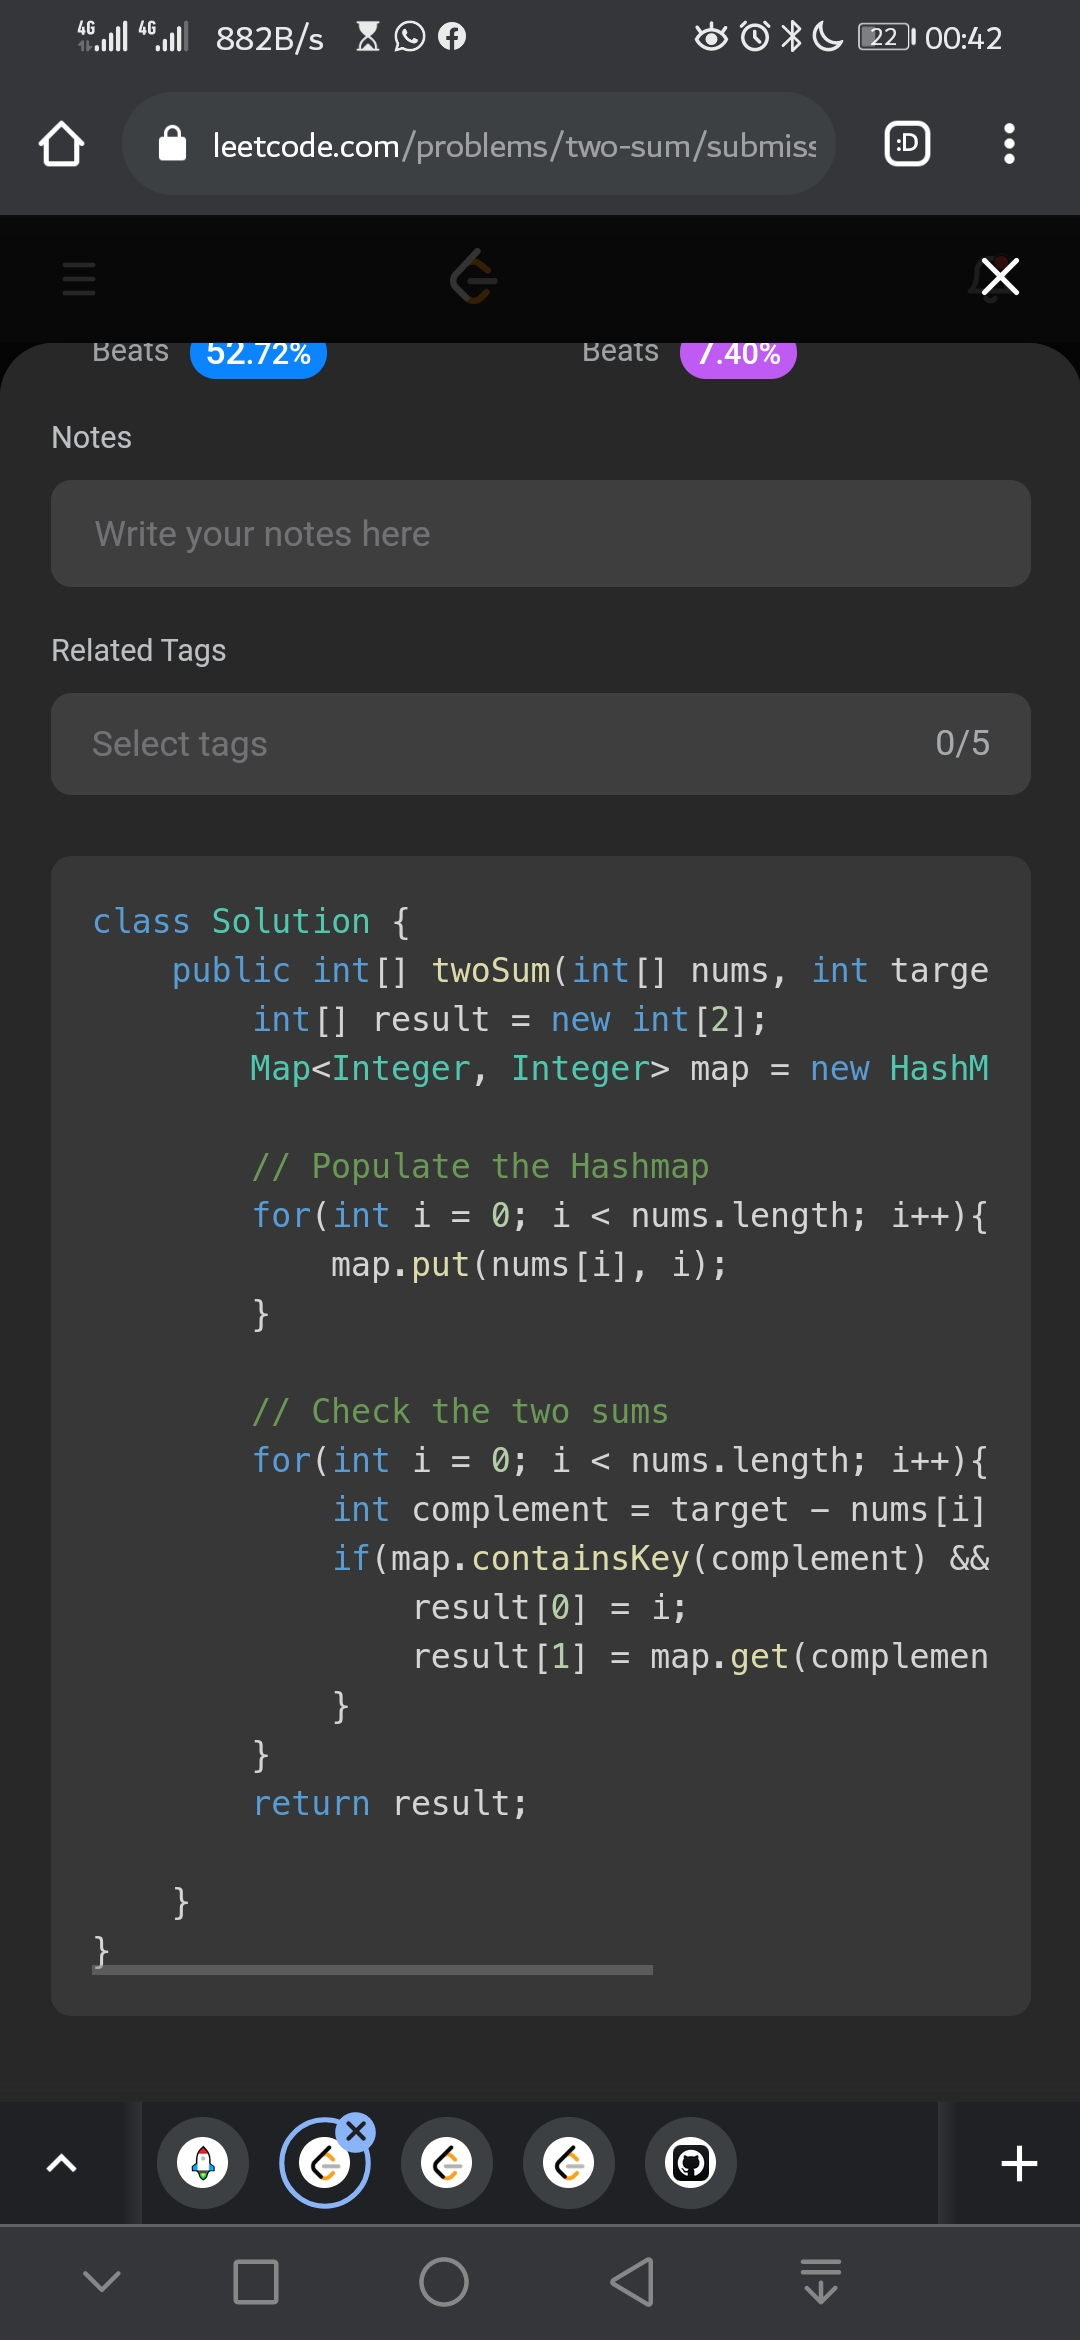 4G 4G 882B/s 22 00:42
leetcode.com/problems/two-sum/submiss :D
Beats 52.72% Beats 7.40%
Notes
Write your notes here
Related Tags
Select tags 0/5
class Solution {
    public int[] twoSum(int[] nums, int targe
        int[] result = new int[2];
        Map<Integer, Integer> map = new HashM
        // Populate the Hashmap
        for(int i = 0; i < nums.length; i++){
            map.put(nums[i], i);
        }
        // Check the two sums
        for(int i = 0; i < nums.length; i++){
            int complement = target - nums[i]
            if(map.containsKey(complement) &&
                result[0] = i;
                result[1] = map.get(complemen
            }
        }
        return result;
    }
}